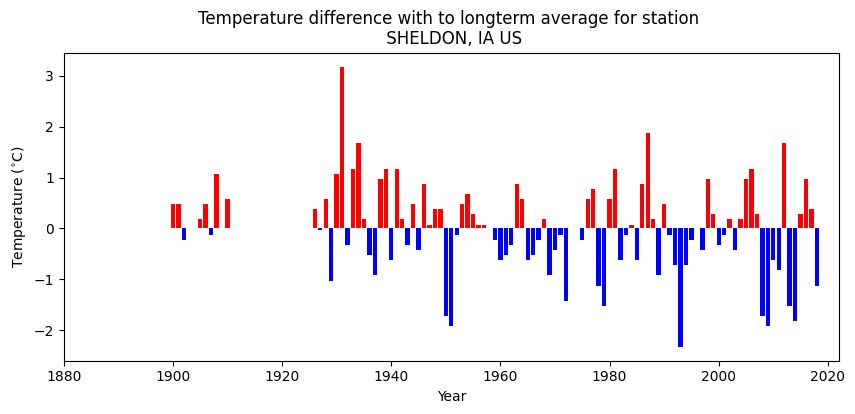 Temperature difference with to longterm average for station
SHELDON, IA US
Temperature (°C)
3
2
1
0
−1
−2
1880 1900 1920 1940 1960 1980 2000 2020
Year